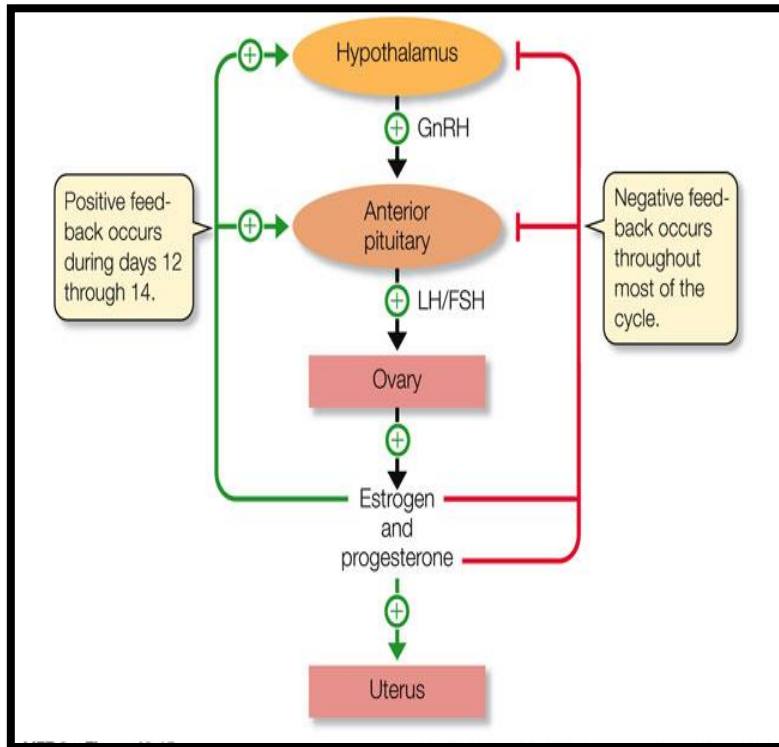 Hypothalamus
GnRH
Positive feed-
back occurs
during days 12
through 14.
Anterior
pituitary
Negative feed-
back occurs
throughout
most of the
cycle.
LH/FSH
Ovary
Estrogen
and
progesterone
Uterus